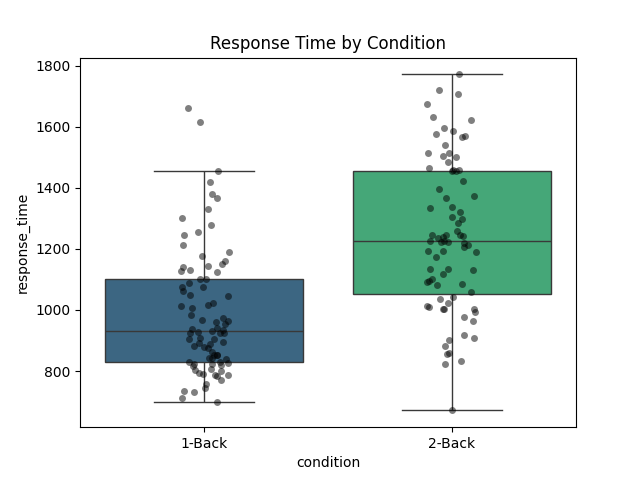 Response Time by Condition
response_time
1800
1600
1400
1200
1000
800
1-Back
2-Back
condition